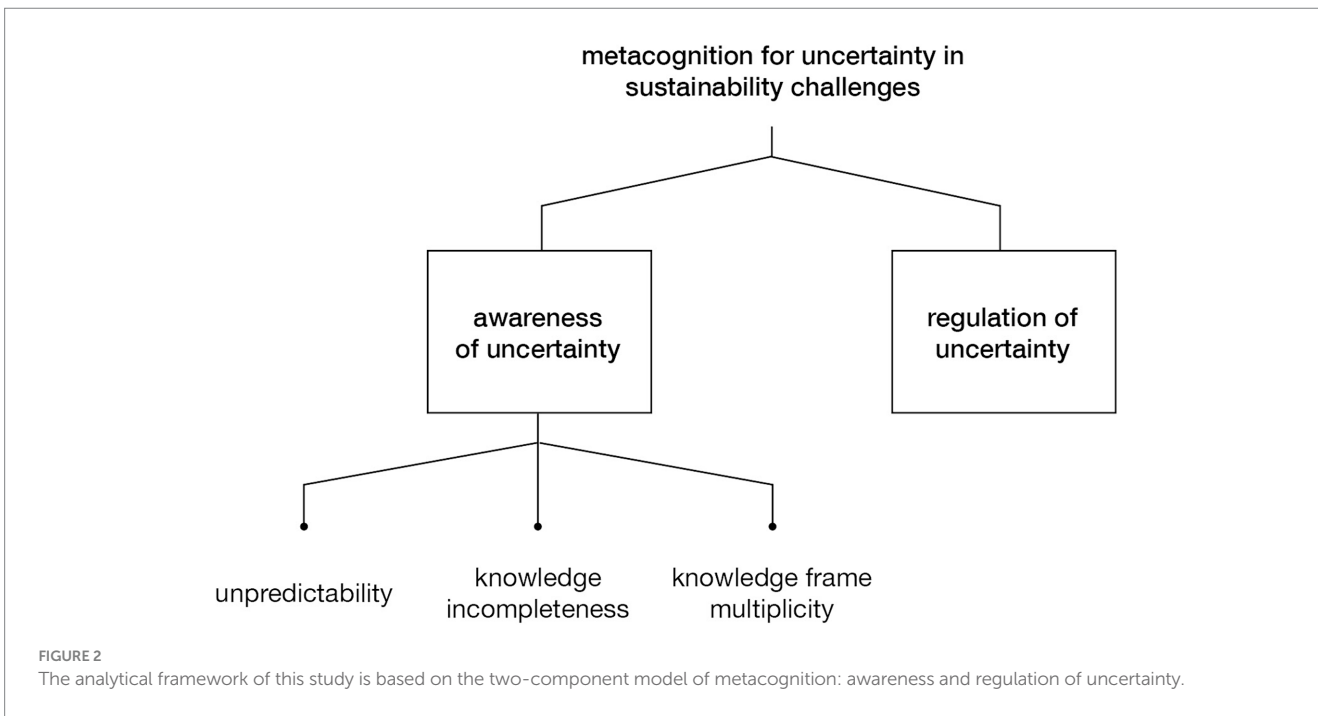 metacognition for uncertainty in
sustainability challenges
awareness
of uncertainty
regulation of
uncertainty
unpredictability
knowledge
incompleteness
knowledge frame
multiplicity
FIGURE 2
The analytical framework of this study is based on the two-component model of metacognition: awareness and regulation of uncertainty.